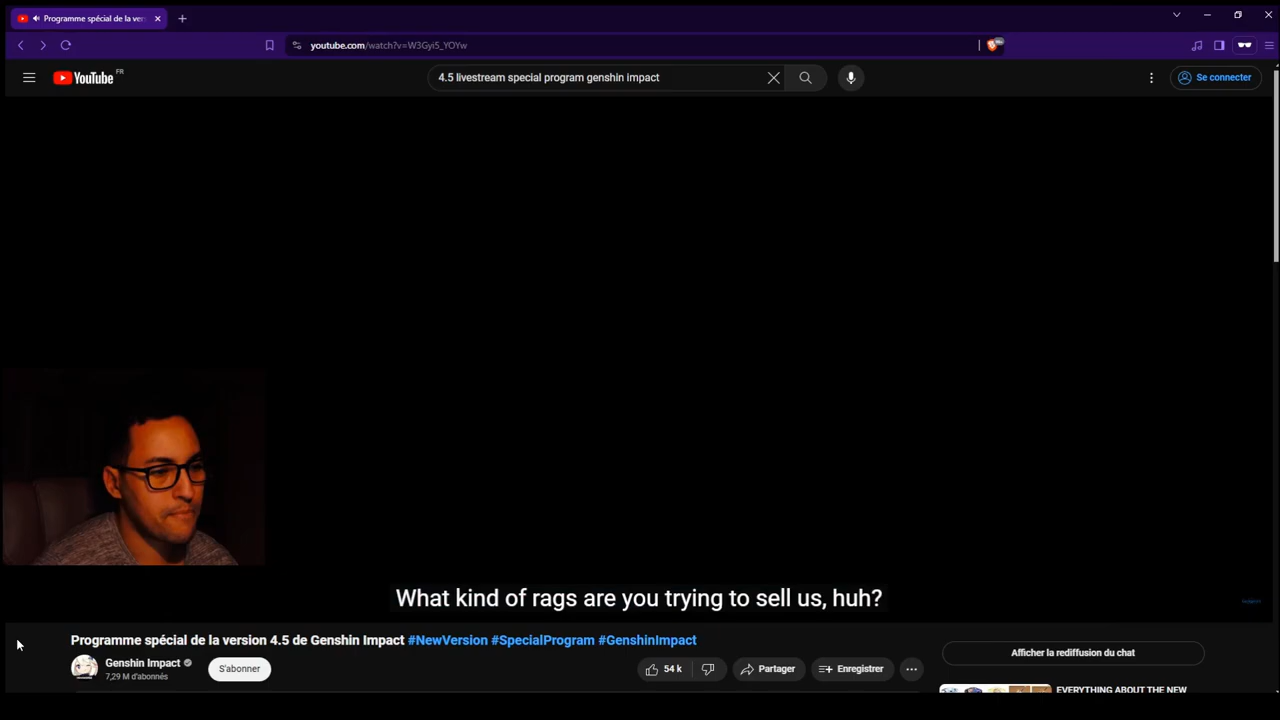 Programme spécial de la ver
youtube.com/watch?v=W3Gyi5_YOYw
YouTube FR
4.5 livestream special program genshin impact
Se connecter
What kind of rags are you trying to sell us, huh?
Programme spécial de la version 4.5 de Genshin Impact #NewVersion #SpecialProgram #GenshinImpact
Genshin Impact
7,29 M d'abonnés
S'abonner
54 k
Partager
Enregistrer
Afficher la rediffusion du chat
EVERYTHING ABOUT THE NEW